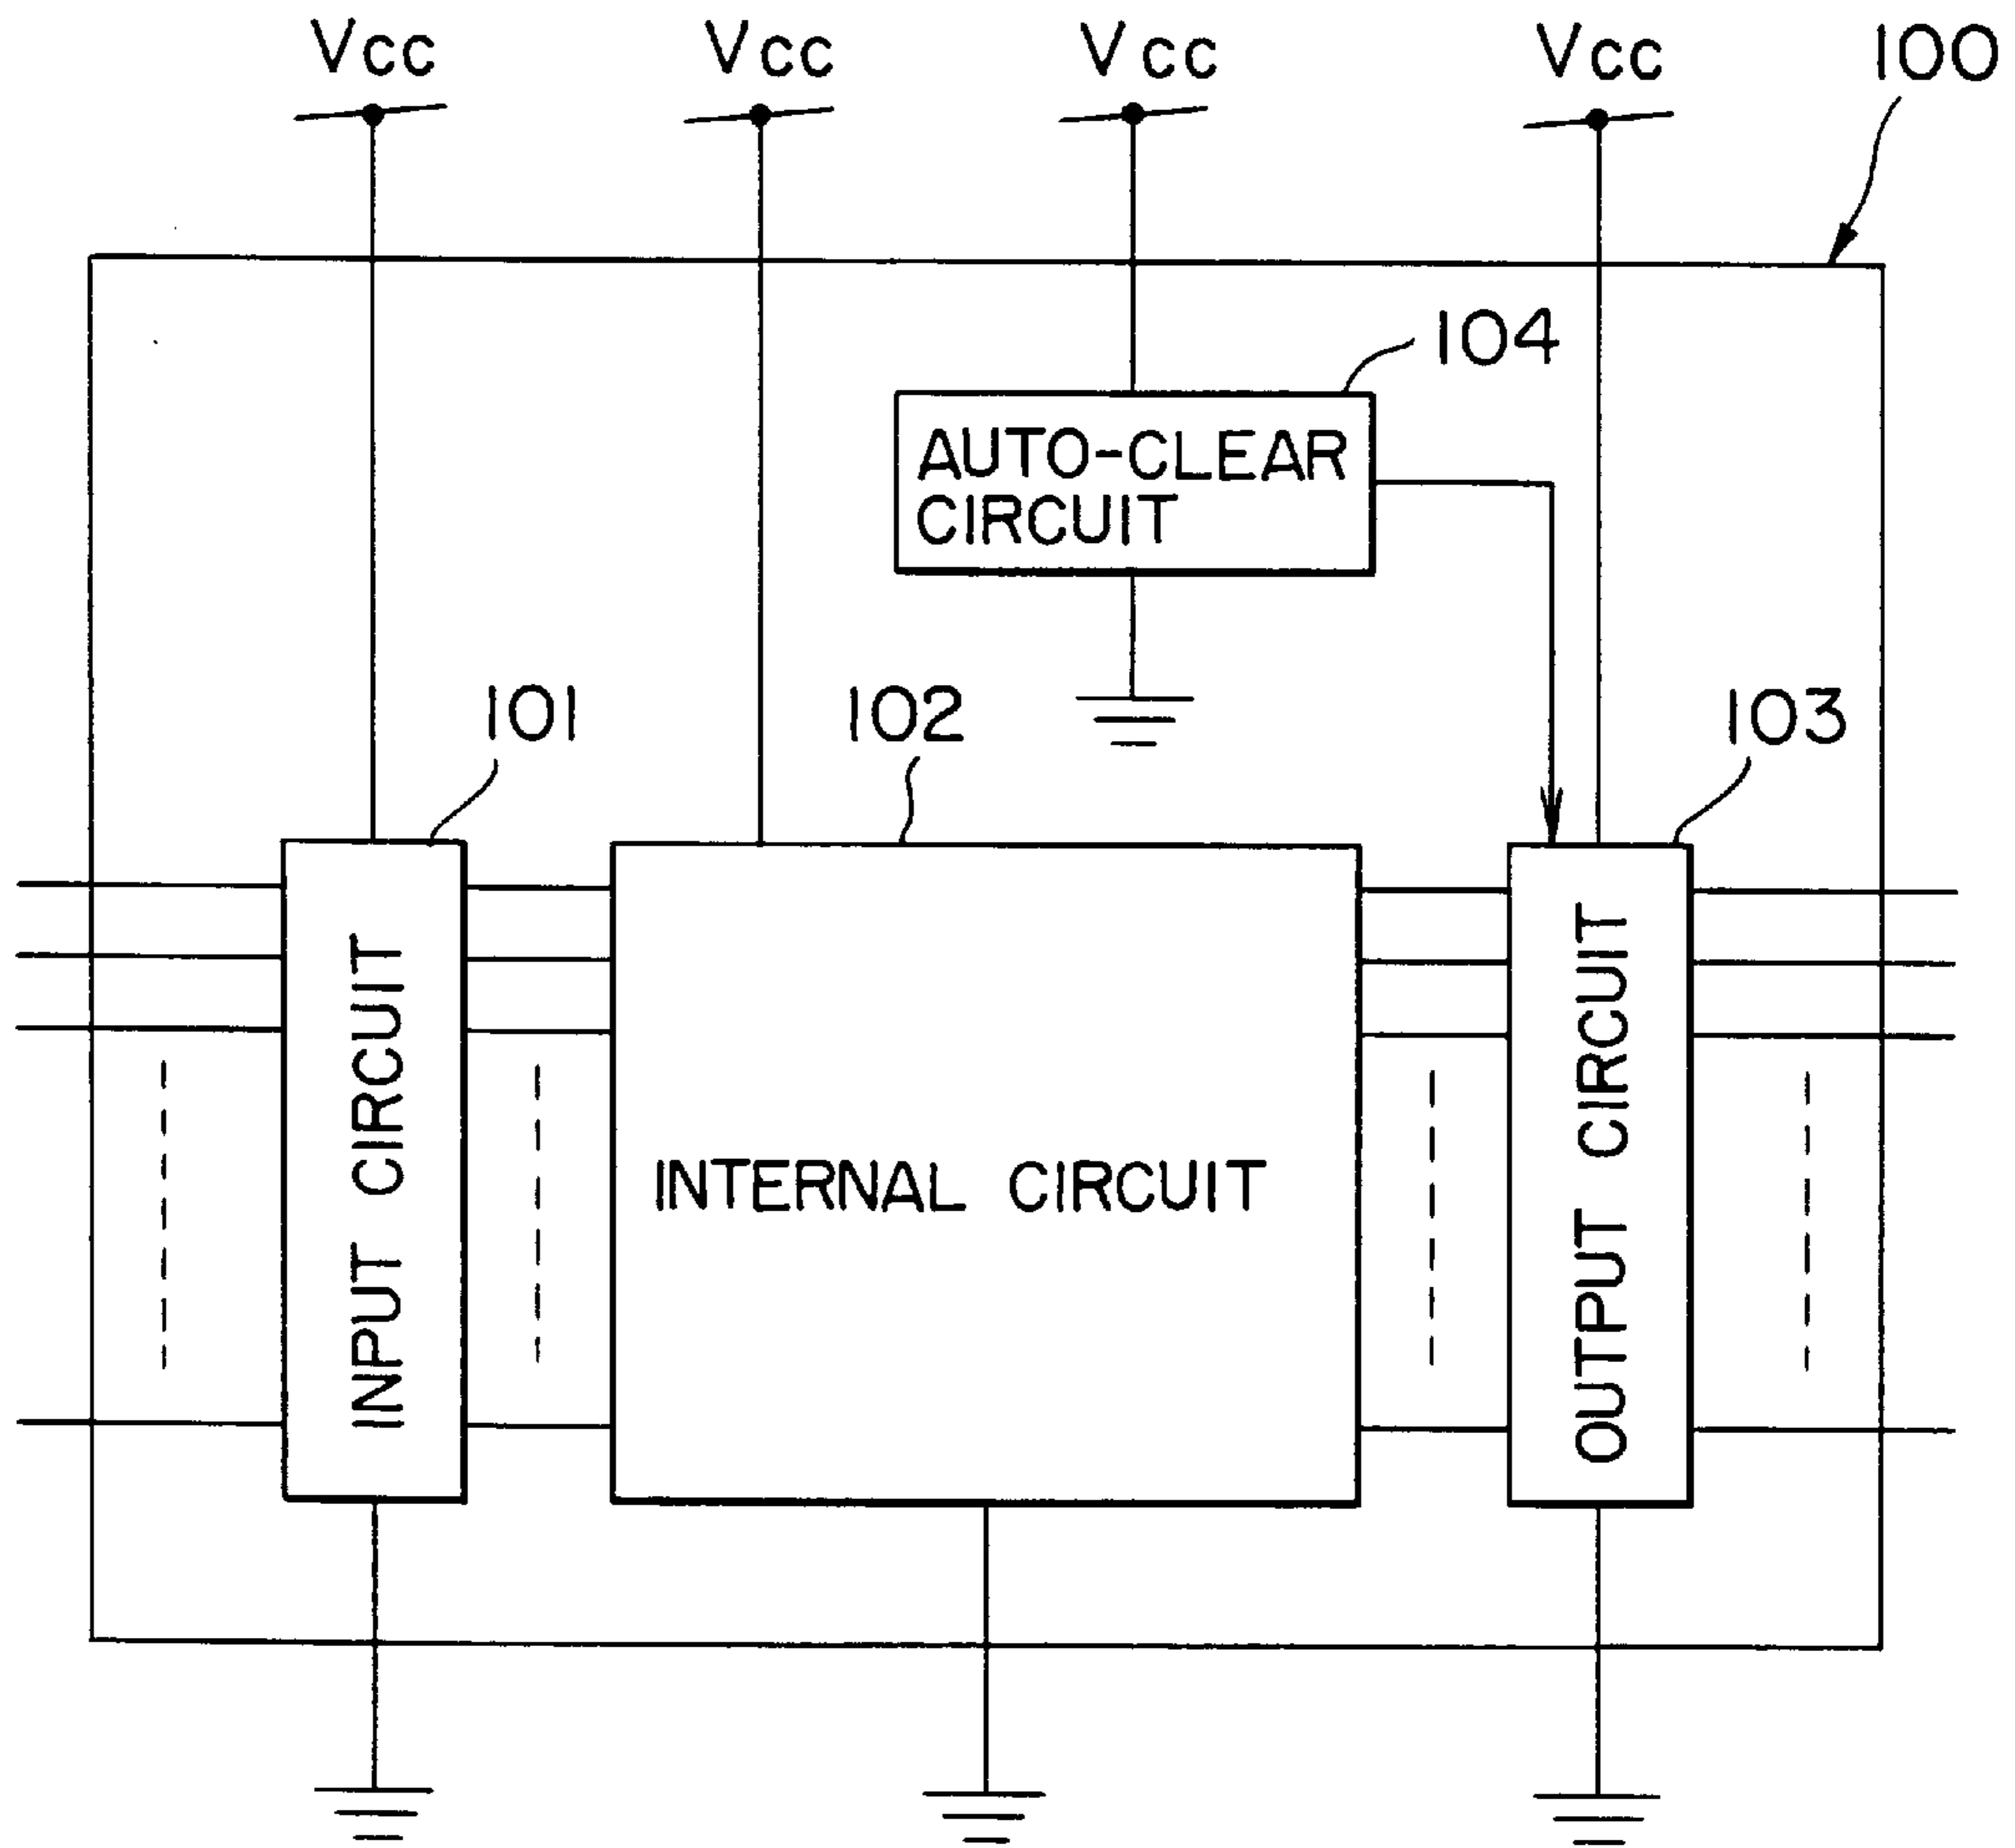 Vcc
Vcc
Vcc
Vcc
100
104
AUTO-CLEAR
CIRCUIT
101
102
103
INPUT CIRCUIT
INTERNAL CIRCUIT
OUTPUT CIRCUIT